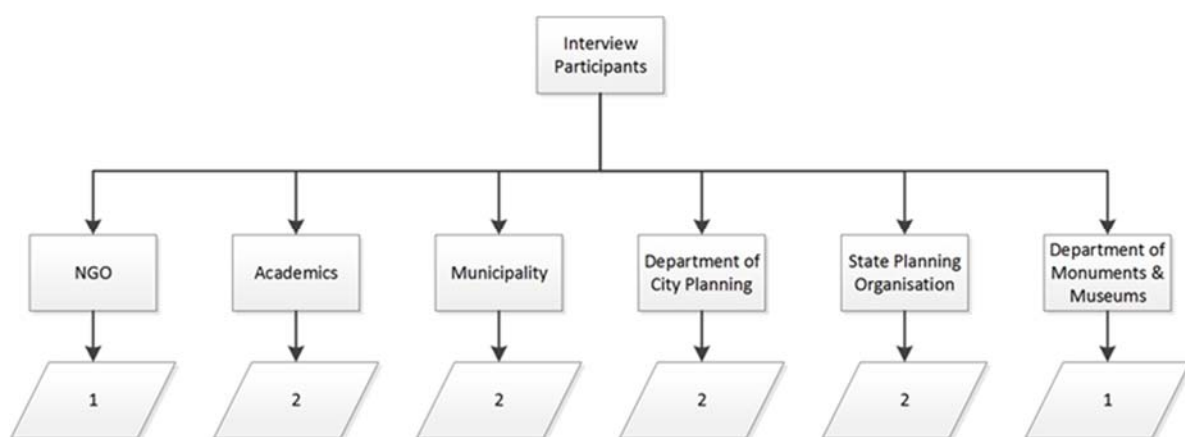 Interview
Participants
NGO
Academics
Municipality
Department of
City Planning
State Planning
Organisation
Department of
Monuments &
Museums
1
2
2
2
2
1